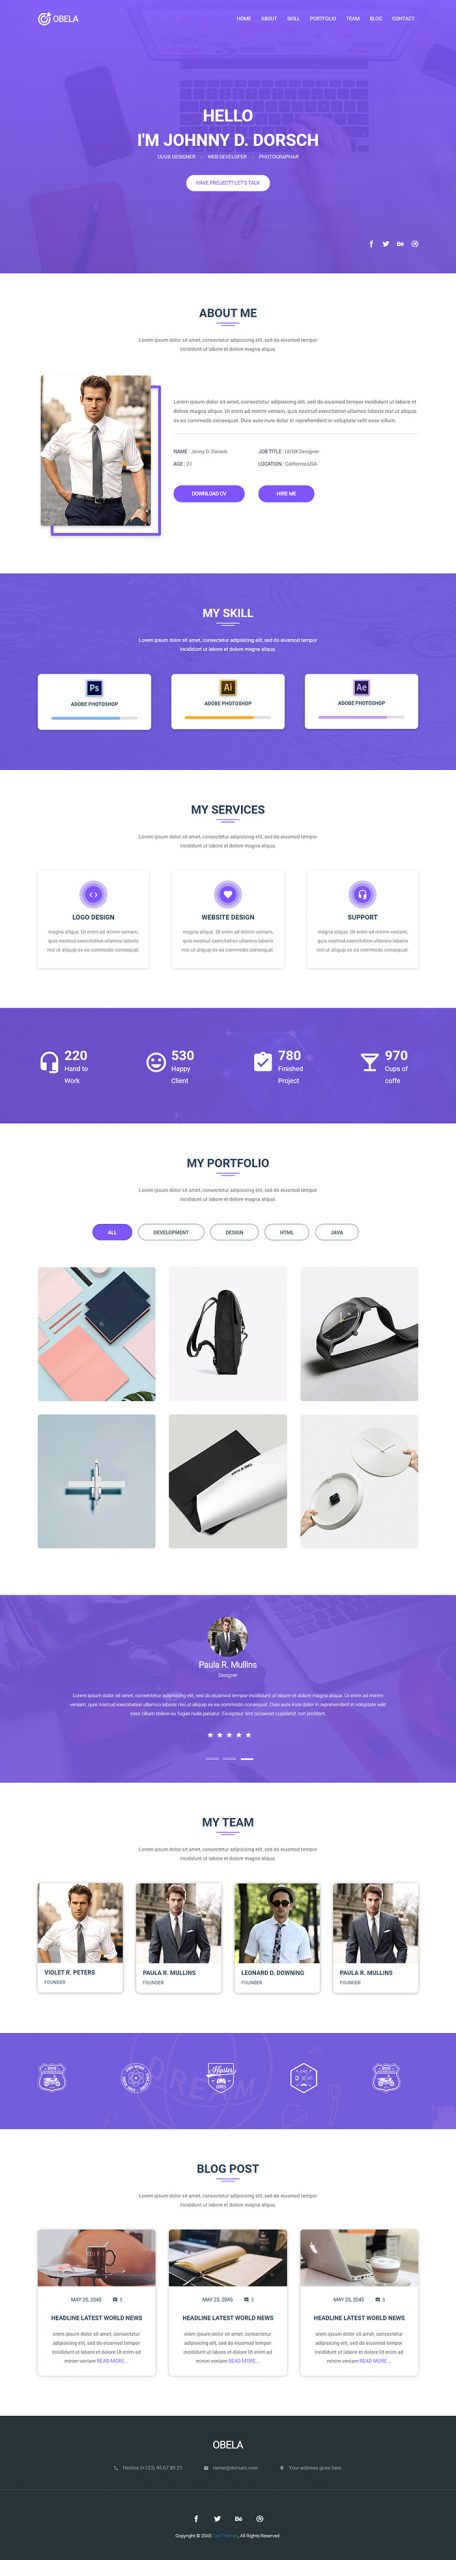 OBELA
HOME ABOUT SKILL PORTFOLIO TEAM BLOG CONTACT
HELLO
I'M JOHNNY D. DORSCH
UI/UX DESIGNER - WEB DEVELOPER - PHOTOGRAPHAR
HAVE PROJECT? LET'S TALK
ABOUT ME
Lorem ipsum dolor sit amet, consectetur adipisicing elit, sed do eiusmod tempor
incididunt ut labore et dolore magna aliqua.
Lorem ipsum dolor sit amet, consectetur adipisicing elit, sed do eiusmod tempor incididunt ut labore et
dolore magna aliqua. Ut enim ad minim veniam, quis nostrud exercitation ullamco laboris nisi ut aliquip
ex ea commodo consequat. Duis aute irure dolor in reprehenderit in voluptate velit esse cillum.
NAME : Jonny D. Dorsch JOB TITLE : UI/UX Designer
AGE : 21 LOCATION : California,USA
DOWNLOAD CV HIRE ME
MY SKILL
Lorem ipsum dolor sit amet, consectetur adipisicing elit, sed do eiusmod tempor
incididunt ut labore et dolore magna aliqua.
Ps Ai Ae
ADOBE PHOTOSHOP ADOBE PHOTOSHOP ADOBE PHOTOSHOP
MY SERVICES
Lorem ipsum dolor sit amet, consectetur adipisicing elit, sed do eiusmod tempor
incididunt ut labore et dolore magna aliqua.
LOGO DESIGN WEBSITE DESIGN SUPPORT
magna aliqua. Ut enim ad minim veniam, magna aliqua. Ut enim ad minim veniam, magna aliqua. Ut enim ad minim veniam,
quis nostrud exercitation ullamco laboris quis nostrud exercitation ullamco laboris quis nostrud exercitation ullamco laboris
nisi ut aliquip ex ea commodo consequat. nisi ut aliquip ex ea commodo consequat. nisi ut aliquip ex ea commodo consequat.
220 530 780 970
Hand to Happy Finished Cups of
Work Client Project coffe
MY PORTFOLIO
Lorem ipsum dolor sit amet, consectetur adipisicing elit, sed do eiusmod tempor
incididunt ut labore et dolore magna aliqua.
ALL DEVELOPMENT DESIGN HTML JAVA
Paula R. Mullins
Designer
Lorem ipsum dolor sit amet, consectetur adipisicing elit, sed do eiusmod tempor incididunt ut labore et dolore magna aliqua. Ut enim ad minim
veniam, quis nostrud exercitation ullamco laboris nisi ut aliquip ex ea commodo consequat. Duis aute irure dolor in reprehenderit in voluptate velit
esse cillum dolore eu fugiat nulla pariatur. Excepteur sint occaecat cupidatat non proident,
MY TEAM
Lorem ipsum dolor sit amet, consectetur adipisicing elit, sed do eiusmod tempor
incididunt ut labore et dolore magna aliqua.
VIOLET R. PETERS PAULA R. MULLINS LEONARD D. DOWNING PAULA R. MULLINS
FOUNDER FOUNDER FOUNDER FOUNDER
Hipster
DREAM
BLOG POST
Lorem ipsum dolor sit amet, consectetur adipisicing elit, sed do eiusmod tempor
incididunt ut labore et dolore magna aliqua.
MAY 25, 2045 5 MAY 25, 2045 5 MAY 25, 2045 5
HEADLINE LATEST WORLD NEWS HEADLINE LATEST WORLD NEWS HEADLINE LATEST WORLD NEWS
orem ipsum dolor sit amet, consectetur orem ipsum dolor sit amet, consectetur orem ipsum dolor sit amet, consectetur
adipisicing elit, sed do eiusmod tempor adipisicing elit, sed do eiusmod tempor adipisicing elit, sed do eiusmod tempor
incididunt ut labore et dolore Ut enim ad incididunt ut labore et dolore Ut enim ad incididunt ut labore et dolore Ut enim ad
minim veniam READ MORE... minim veniam READ MORE... minim veniam READ MORE...
OBELA
Hotline (+123) 45 67 89 21 name@domain.com Your address goes here.
Copyright © 2045 , All Rights Reserved.